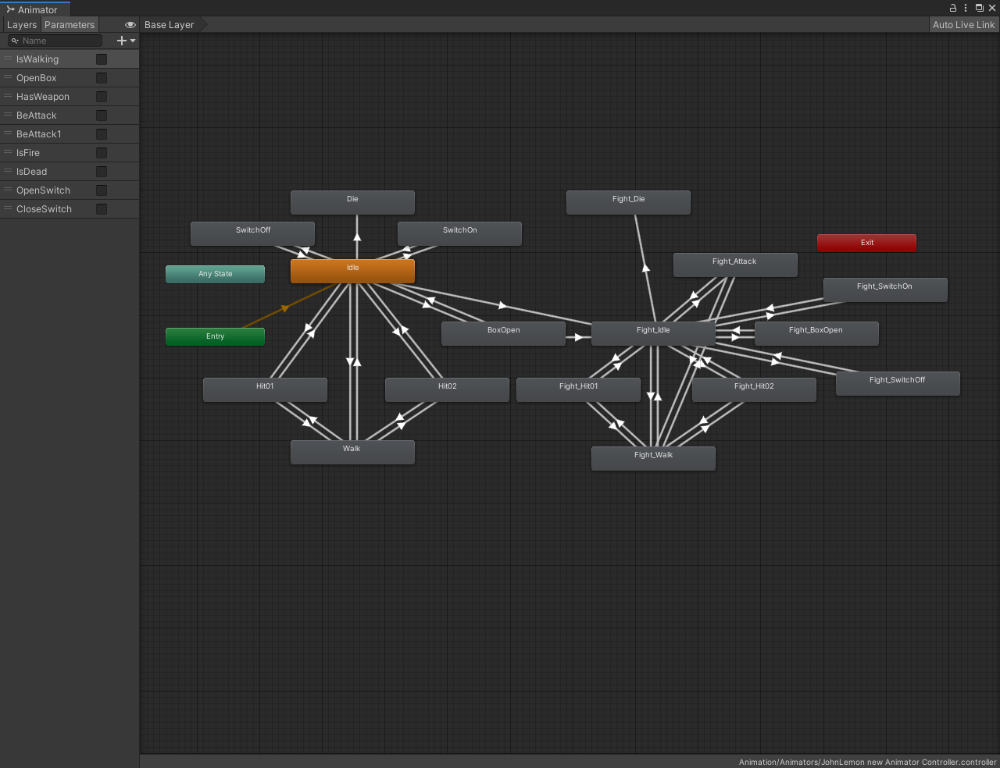 Animator
Layers
Parameters
Base Layer
Auto Live Link
Name
IsWalking
OpenBox
HasWeapon
BeAttack
BeAttack1
IsFire
IsDead
OpenSwitch
CloseSwitch
Die
Fight_Die
SwitchOff
SwitchOn
Exit
Idle
Fight_Attack
Any State
Fight_SwitchOn
Entry
BoxOpen
Fight_Idle
Fight_BoxOpen
Hit01
Hit02
Fight_Hit01
Fight_Hit02
Fight_SwitchOff
Walk
Fight_Walk
Animation/Animators/JohnLemon new Animator Controller.controller